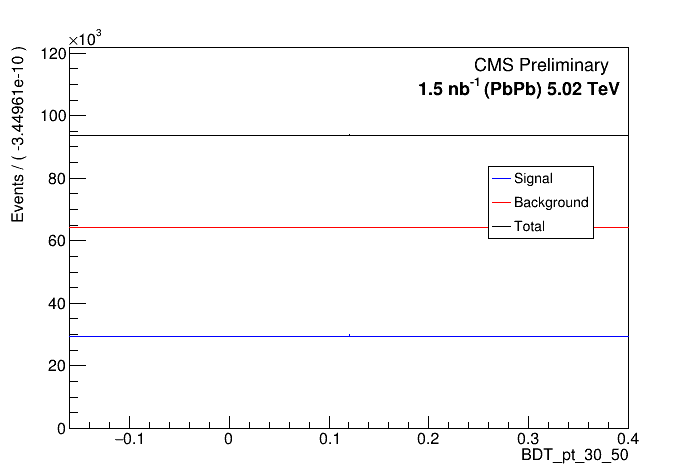 ×10³
120
100
80
60
40
20
0
Events / ( -3.44961e-10 )
CMS Preliminary
1.5 nb⁻¹ (PbPb) 5.02 TeV
Signal
Background
Total
−0.1 0 0.1 0.2 0.3 0.4
BDT_pt_30_50